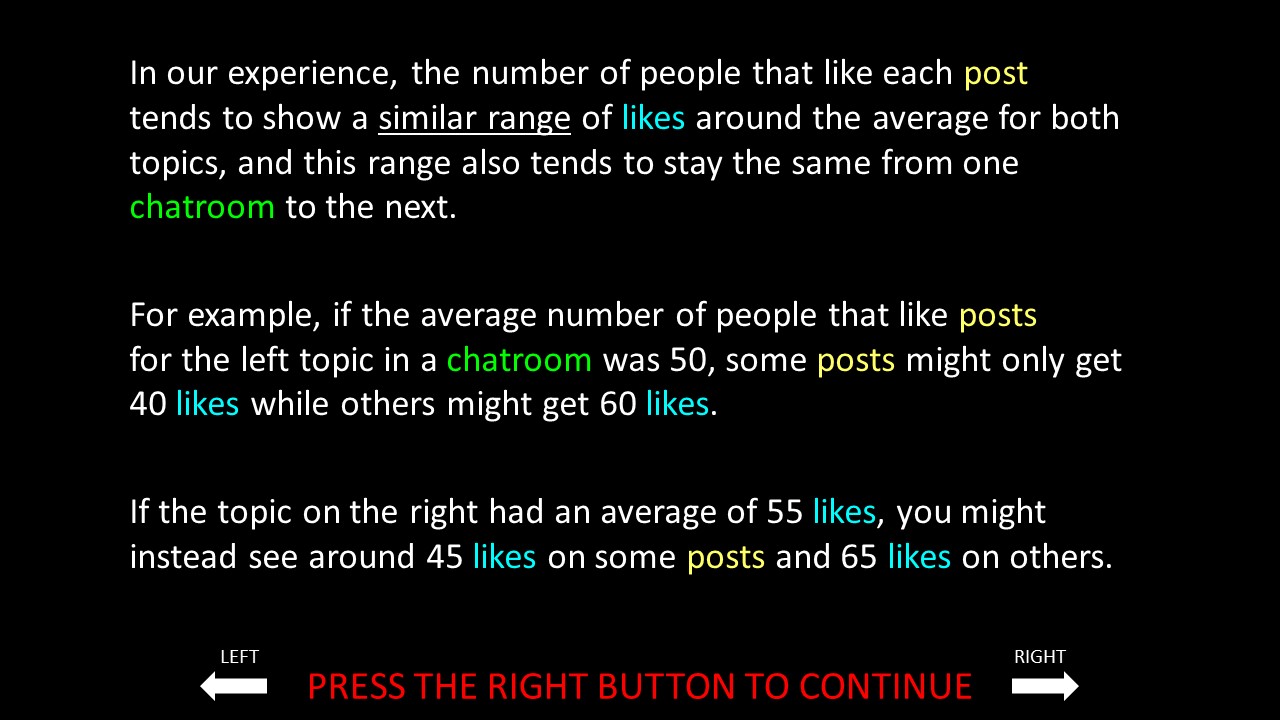 In our experience, the number of people that like each post
tends to show a similar range of likes around the average for both
topics, and this range also tends to stay the same from one
chatroom to the next.
For example, if the average number of people that like posts
for the left topic in a chatroom was 50, some posts might only get
40 likes while others might get 60 likes.
If the topic on the right had an average of 55 likes, you might
instead see around 45 likes on some posts and 65 likes on others.
LEFT
RIGHT
PRESS THE RIGHT BUTTON TO CONTINUE